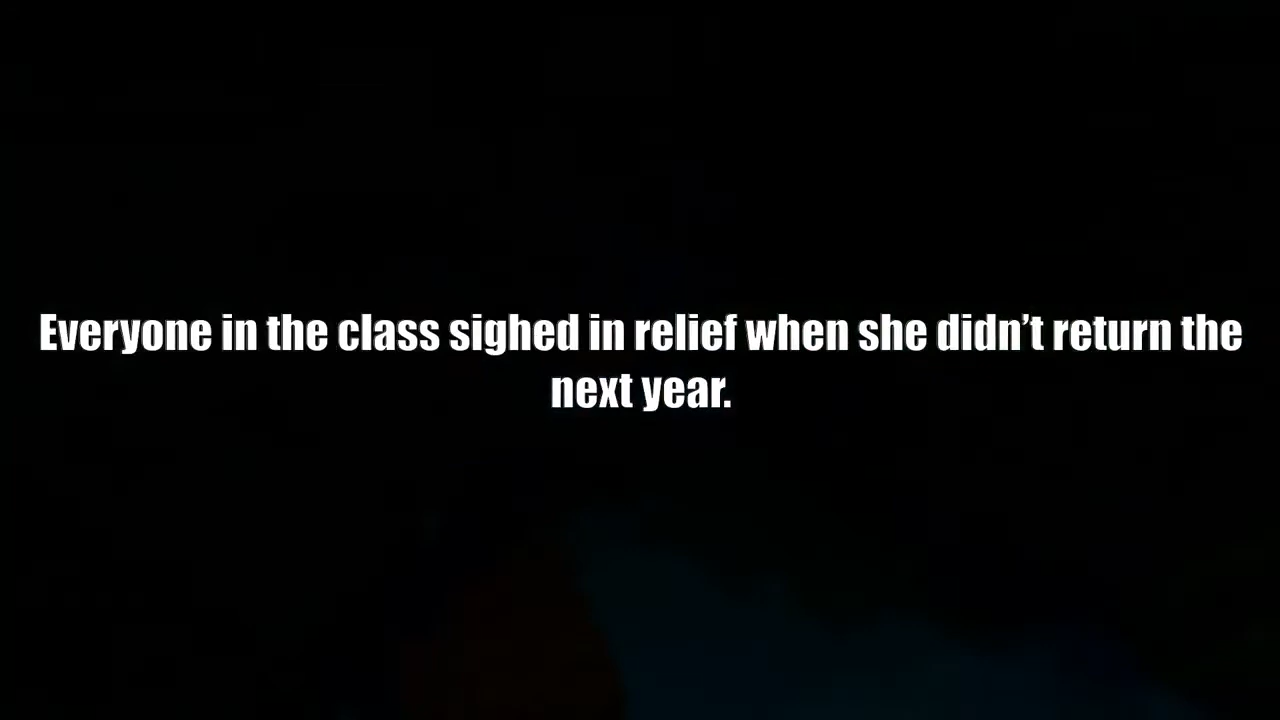 Everyone in the class sighed in relief when she didn’t return the
next year.